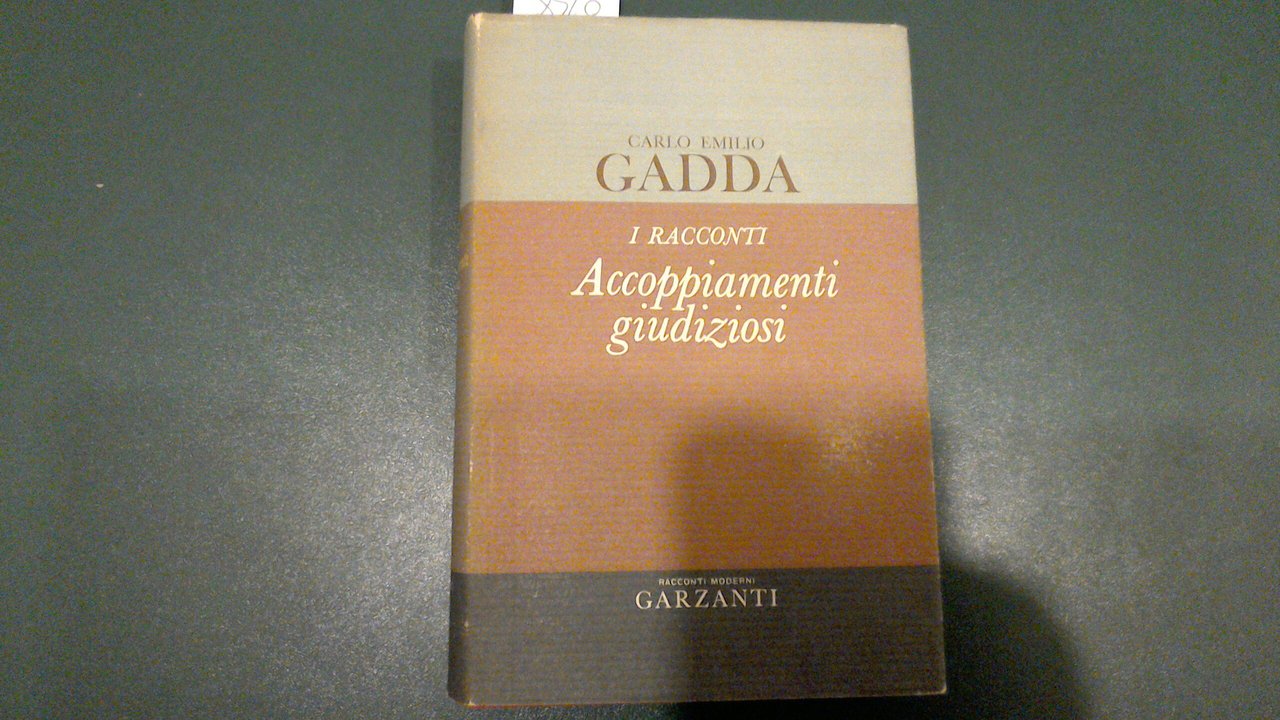 CARLO EMILIO
GADDA
I RACCONTI
Accoppiamenti
giudiziosi
RACCONTI MODERNI
GARZANTI